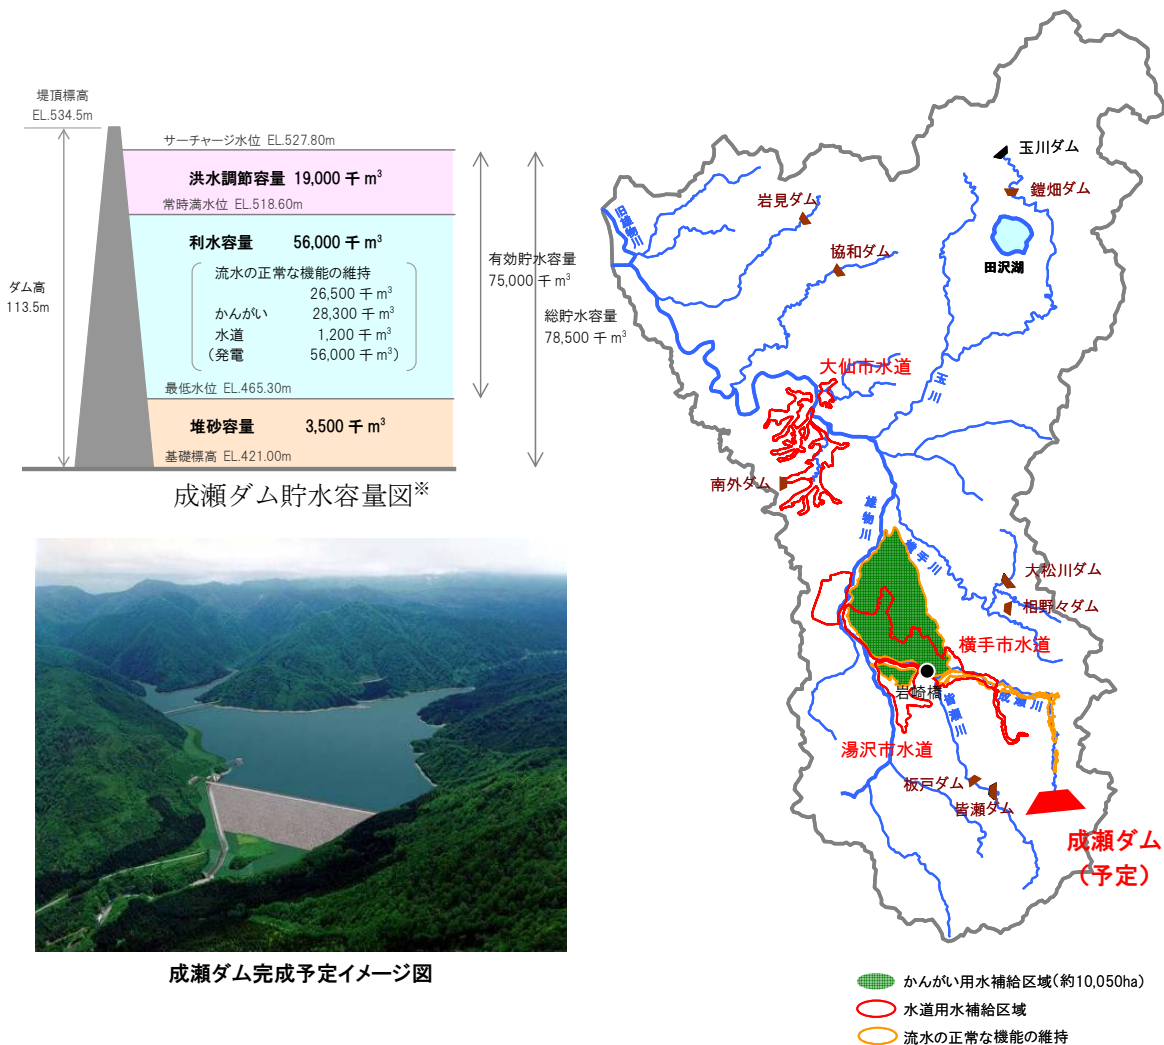 堤頂標高
EL.534.5m
サーチャージ水位 EL.527.80m
洪水調節容量 19,000 千 m³
常時満水位 EL.518.60m
利水容量 56,000 千 m³
流水の正常な機能の維持
26,500 千 m³
かんがい 28,300 千 m³
水道 1,200 千 m³
(発電 56,000 千 m³)
最低水位 EL.465.30m
堆砂容量 3,500 千 m³
基礎標高 EL.421.00m
ダム高
113.5m
有効貯水容量
75,000 千 m³
総貯水容量
78,500 千 m³
成瀬ダム貯水容量図※
成瀬ダム完成予定イメージ図
玉川ダム
鎧畑ダム
田沢湖
岩見ダム
協和ダム
旧雄物川
大仙市水道
玉川
南外ダム
雄物川
横手川
大松川ダム
相野々ダム
横手市水道
岩崎橋
成瀬川
皆瀬川
湯沢市水道
板戸ダム
皆瀬ダム
成瀬ダム
（予定）
かんがい用水補給区域(約10,050ha)
水道用水補給区域
流水の正常な機能の維持